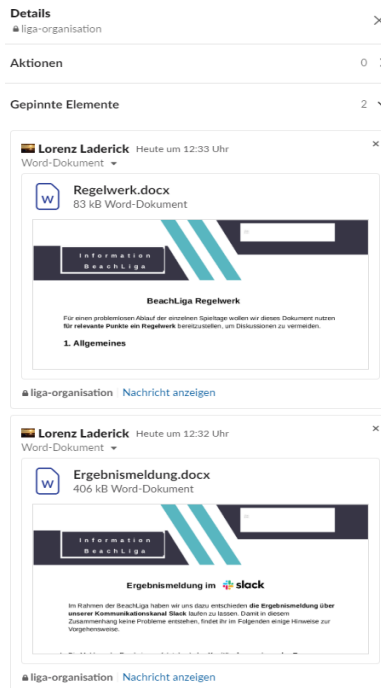 Details
liga-organisation
Aktionen 0
Gepinnte Elemente 2
Lorenz Laderick Heute um 12:33 Uhr
Word-Dokument
W Regelwerk.docx
83 kB Word-Dokument
Information
BeachLiga
BeachLiga Regelwerk
Für einen problemlosen Ablauf der einzelnen Spieltage wollen wir dieses Dokument nutzen
für relevante Punkte ein Regelwerk bereitzustellen, um Diskussionen zu vermeiden.
1. Allgemeines
liga-organisation Nachricht anzeigen
Lorenz Laderick Heute um 12:32 Uhr
Word-Dokument
W Ergebnismeldung.docx
406 kB Word-Dokument
Information
BeachLiga
Ergebnismeldung im slack
Im Rahmen der BeachLiga haben wir uns dazu entschieden die Ergebnismeldung über
unserer Kommunikationskanal Slack laufen zu lassen. Damit in diesem
Zusammenhang keine Probleme entstehen, findet ihr im Folgenden einige Hinweise zur
Vorgehensweise.
liga-organisation Nachricht anzeigen